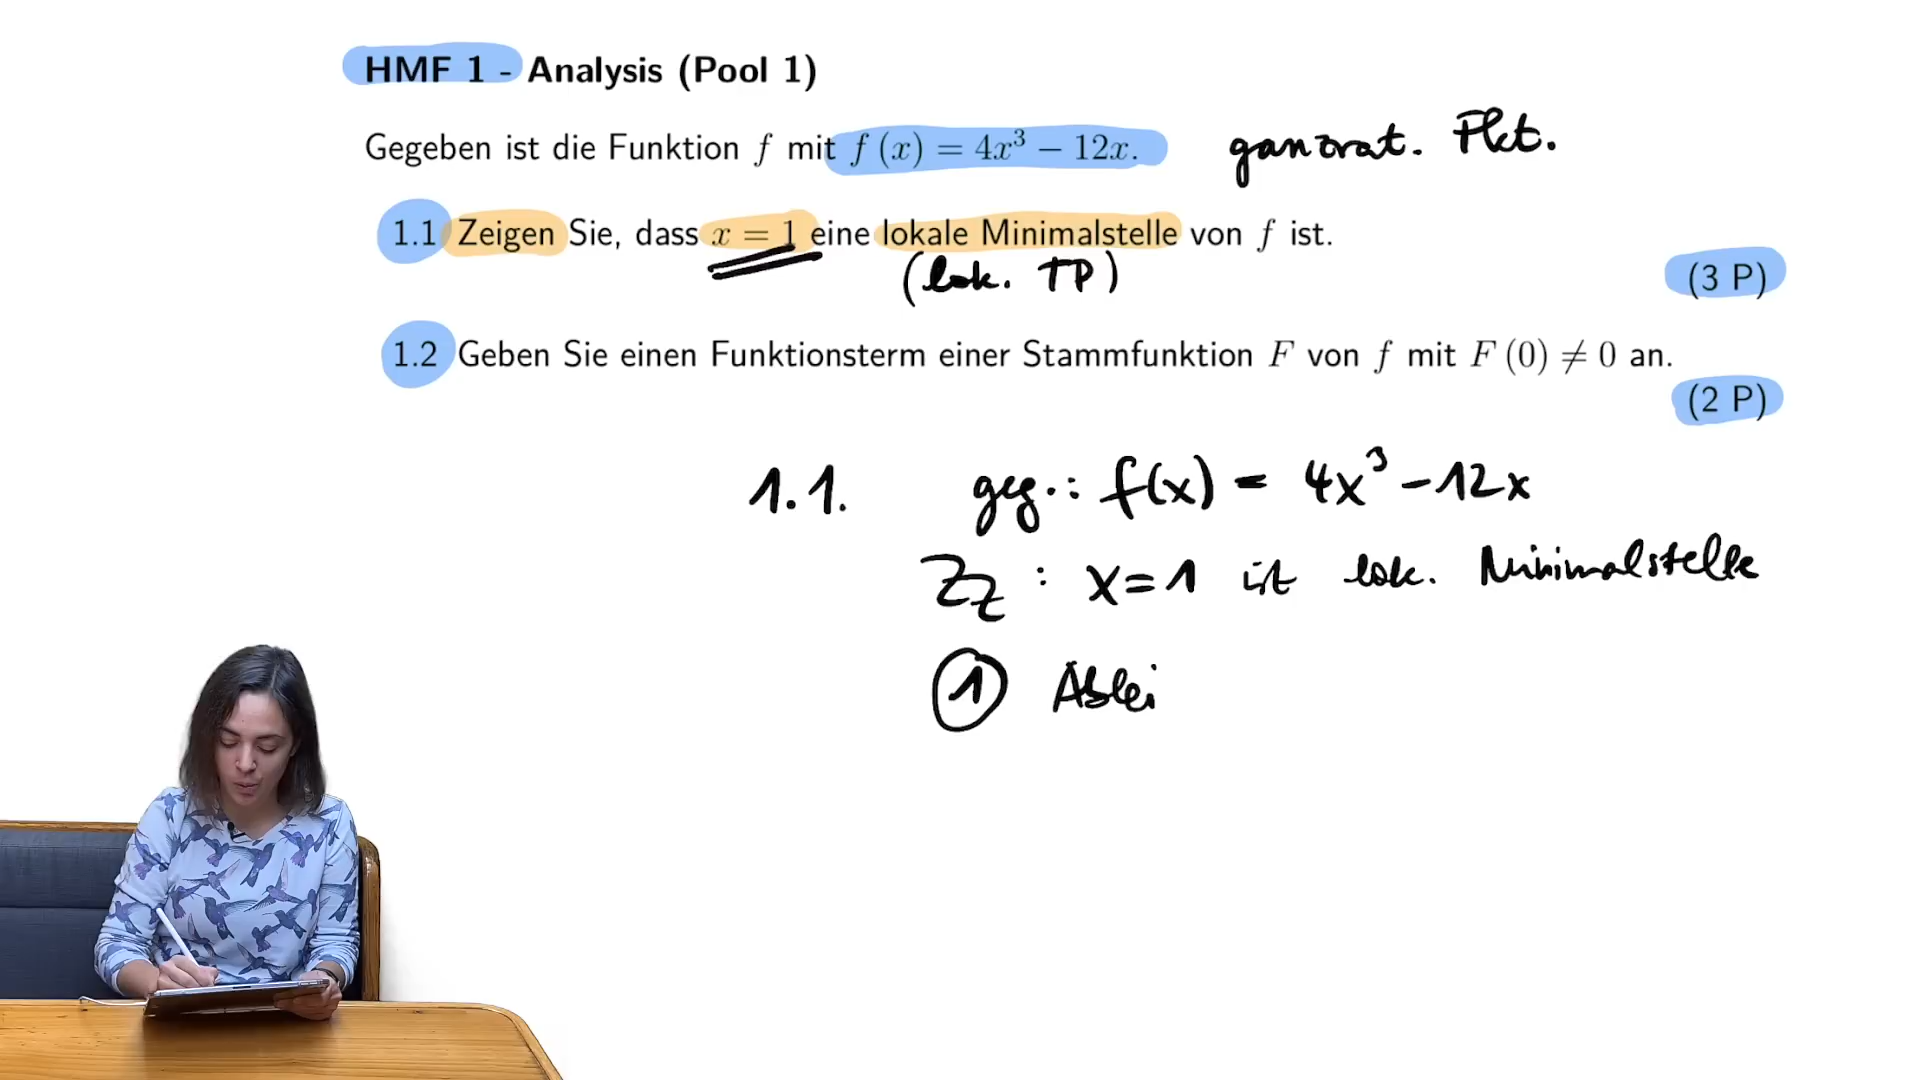 HMF 1 - Analysis (Pool 1)
Gegeben ist die Funktion f mit f (x) = 4x³ − 12x. ganzrat. Fkt.
1.1 Zeigen Sie, dass x = 1 eine lokale Minimalstelle von f ist.
(lok. TP)
(3 P)
1.2 Geben Sie einen Funktionsterm einer Stammfunktion F von f mit F (0) ≠ 0 an.
(2 P)
1.1. geg.: f(x) = 4x³ − 12x
Zz : x=1 ist lok. Minimalstelle
① Ablei